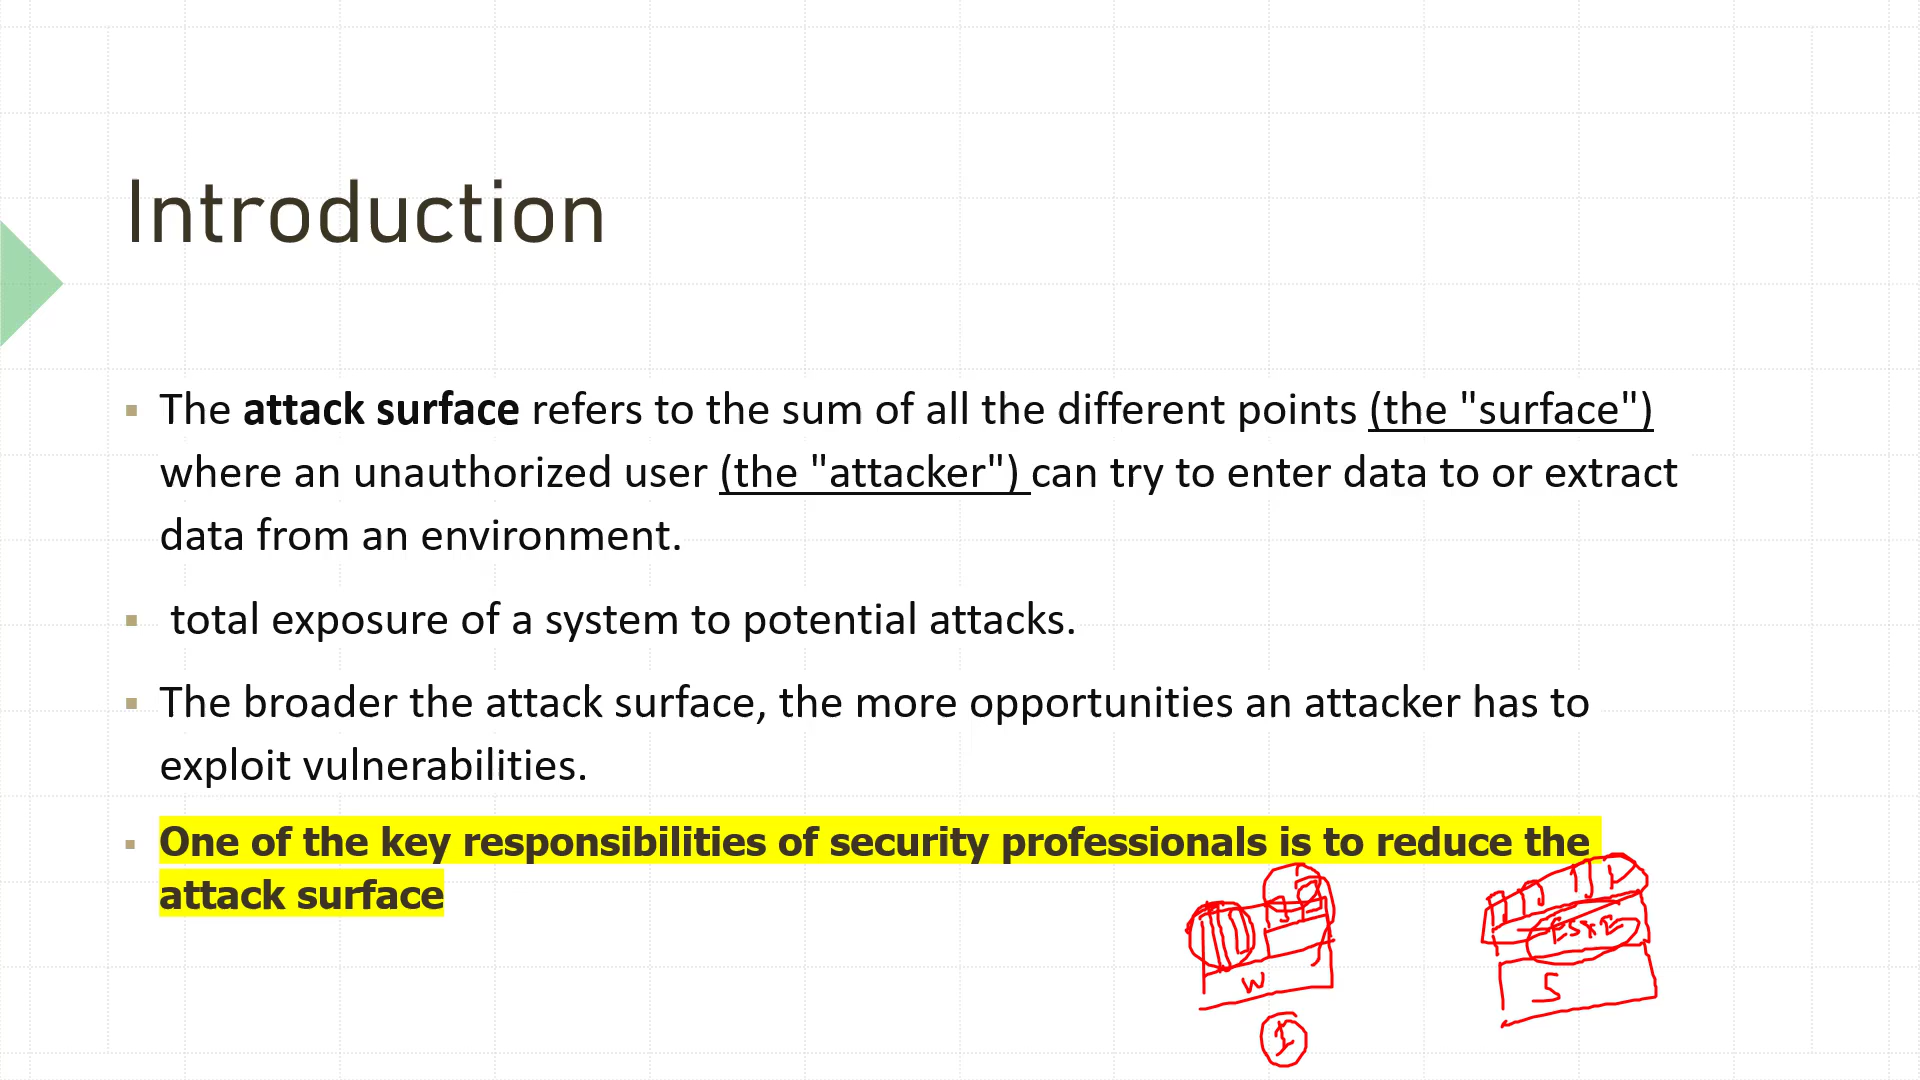 Introduction
The attack surface refers to the sum of all the different points (the "surface")
where an unauthorized user (the "attacker") can try to enter data to or extract
data from an environment.
total exposure of a system to potential attacks.
The broader the attack surface, the more opportunities an attacker has to
exploit vulnerabilities.
One of the key responsibilities of security professionals is to reduce the
attack surface
W